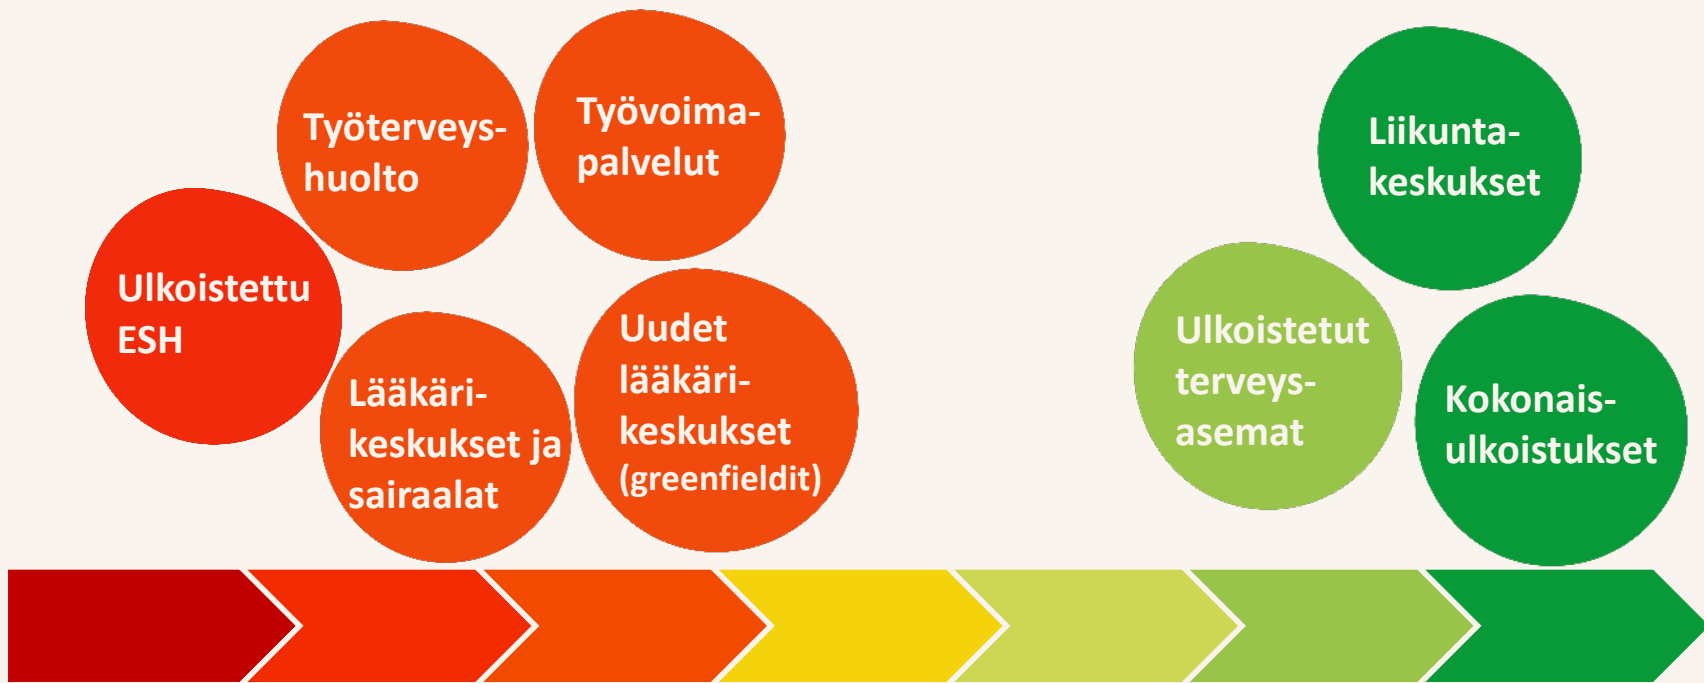 Työterveys-
huolto
Työvoima-
palvelut
Liikunta-
keskukset
Ulkoistettu
ESH
Lääkäri-
keskukset ja
sairaalat
Uudet
lääkäri-
keskukset
(greenfieldit)
Ulkoistetut
terveys-
asemat
Kokonais-
ulkoistukset